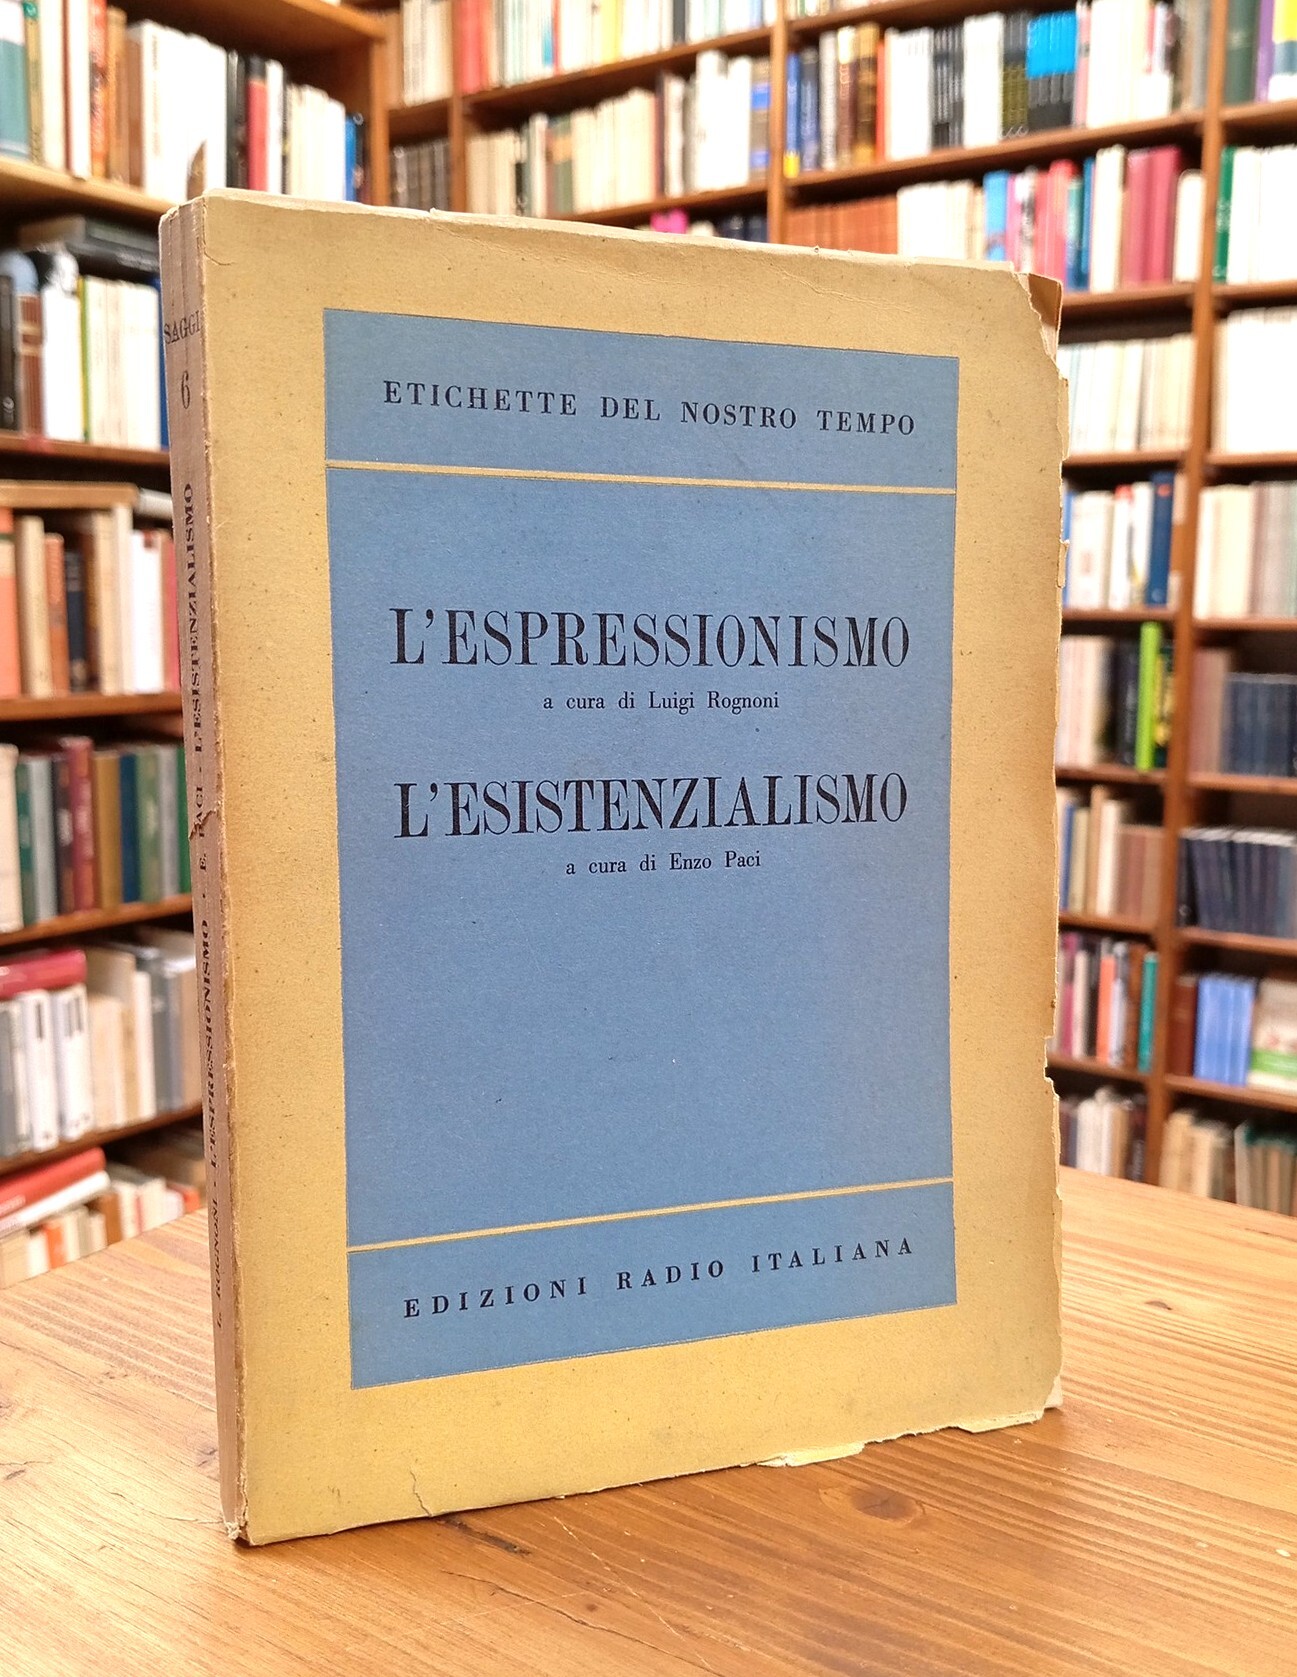 SAGGI
6
L. ROGNONI - L'ESPRESSIONISMO • E. PACI - L'ESISTENZIALISMO
ETICHETTE DEL NOSTRO TEMPO
L'ESPRESSIONISMO
a cura di Luigi Rognoni
L'ESISTENZIALISMO
a cura di Enzo Paci
EDIZIONI RADIO ITALIANA